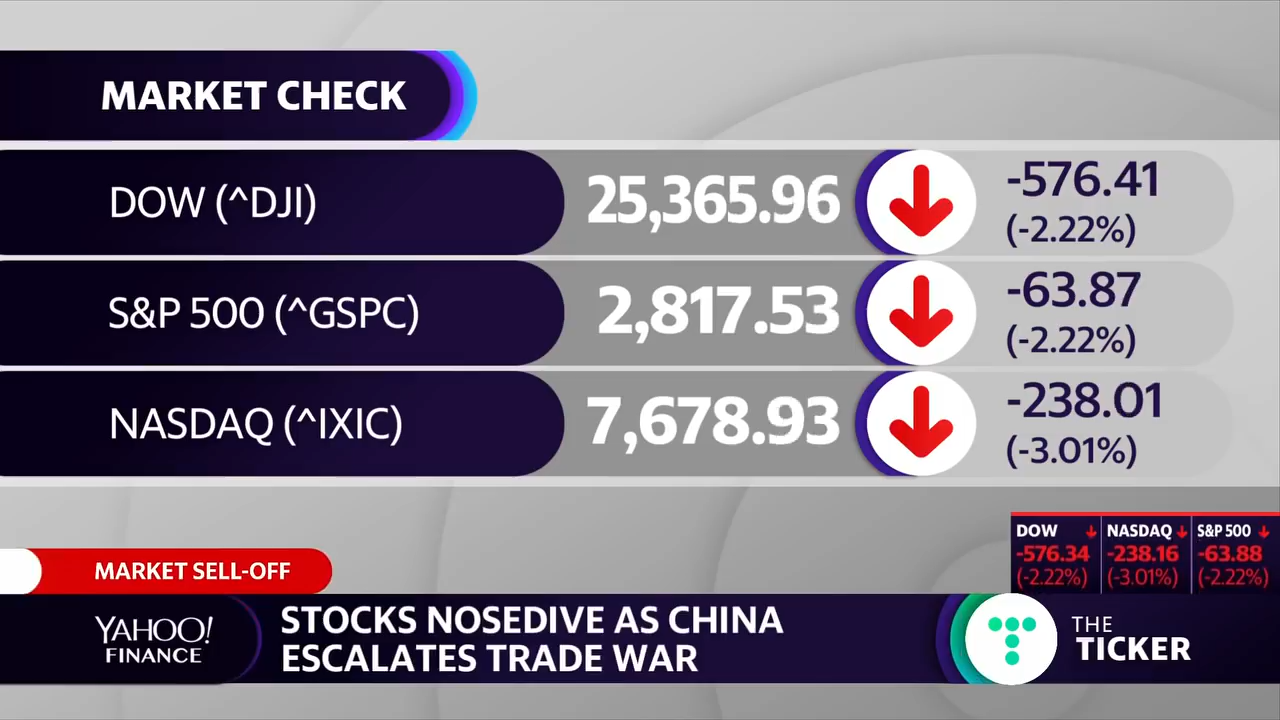 MARKET CHECK
DOW (^DJI) 25,365.96 -576.41
(-2.22%)
S&P 500 (^GSPC) 2,817.53 -63.87
(-2.22%)
NASDAQ (^IXIC) 7,678.93 -238.01
(-3.01%)
DOW NASDAQ S&P 500
-576.34 -238.16 -63.88
(-2.22%) (-3.01%) (-2.22%)
MARKET SELL-OFF
YAHOO!
FINANCE
STOCKS NOSEDIVE AS CHINA
ESCALATES TRADE WAR
THE
TICKER